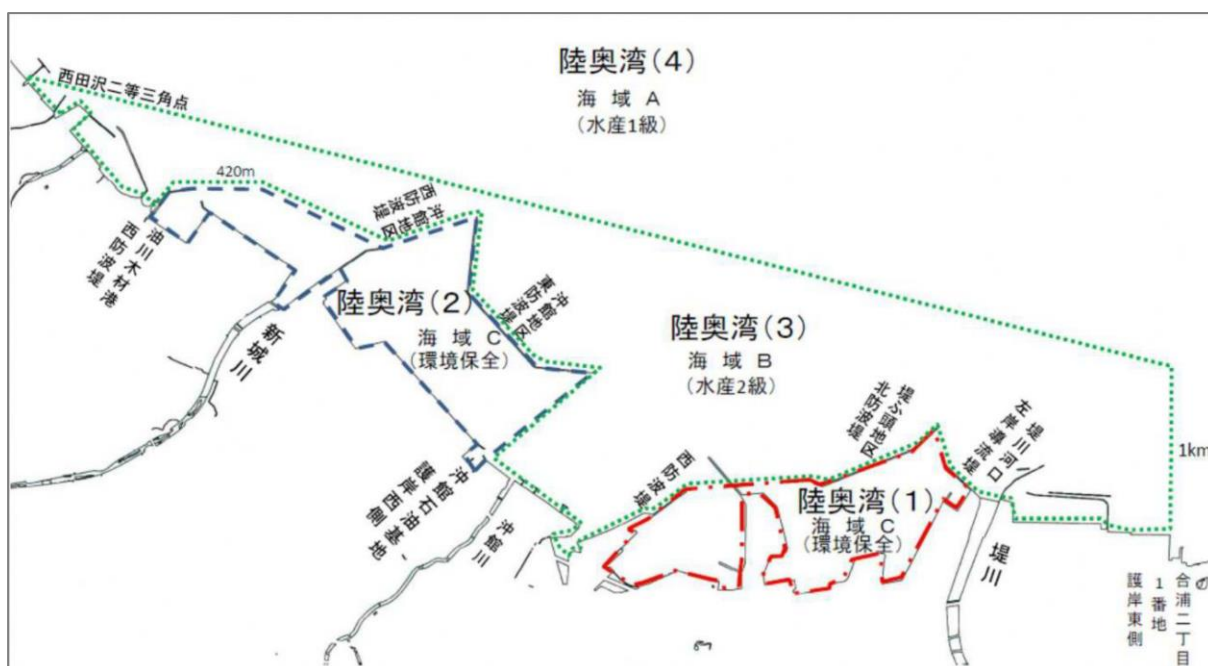 陸奥湾(4)
海域A
(水産1級)
西田沢二等三角点
420m
沖館地区
西防波堤
油川木材港
西防波堤
陸奥湾(2)
海域C
(環境保全)
沖館地区
東防波堤
新城川
陸奥湾(3)
海域B
(水産2級)
堤ふ頭地区
北防波堤
堤川河口
左岸導流堤
1km
西防波堤
陸奥湾(1)
海域C
(環境保全)
沖館石油基地
護岸西側
沖館川
堤川
合浦二丁目
1番地
護岸東側